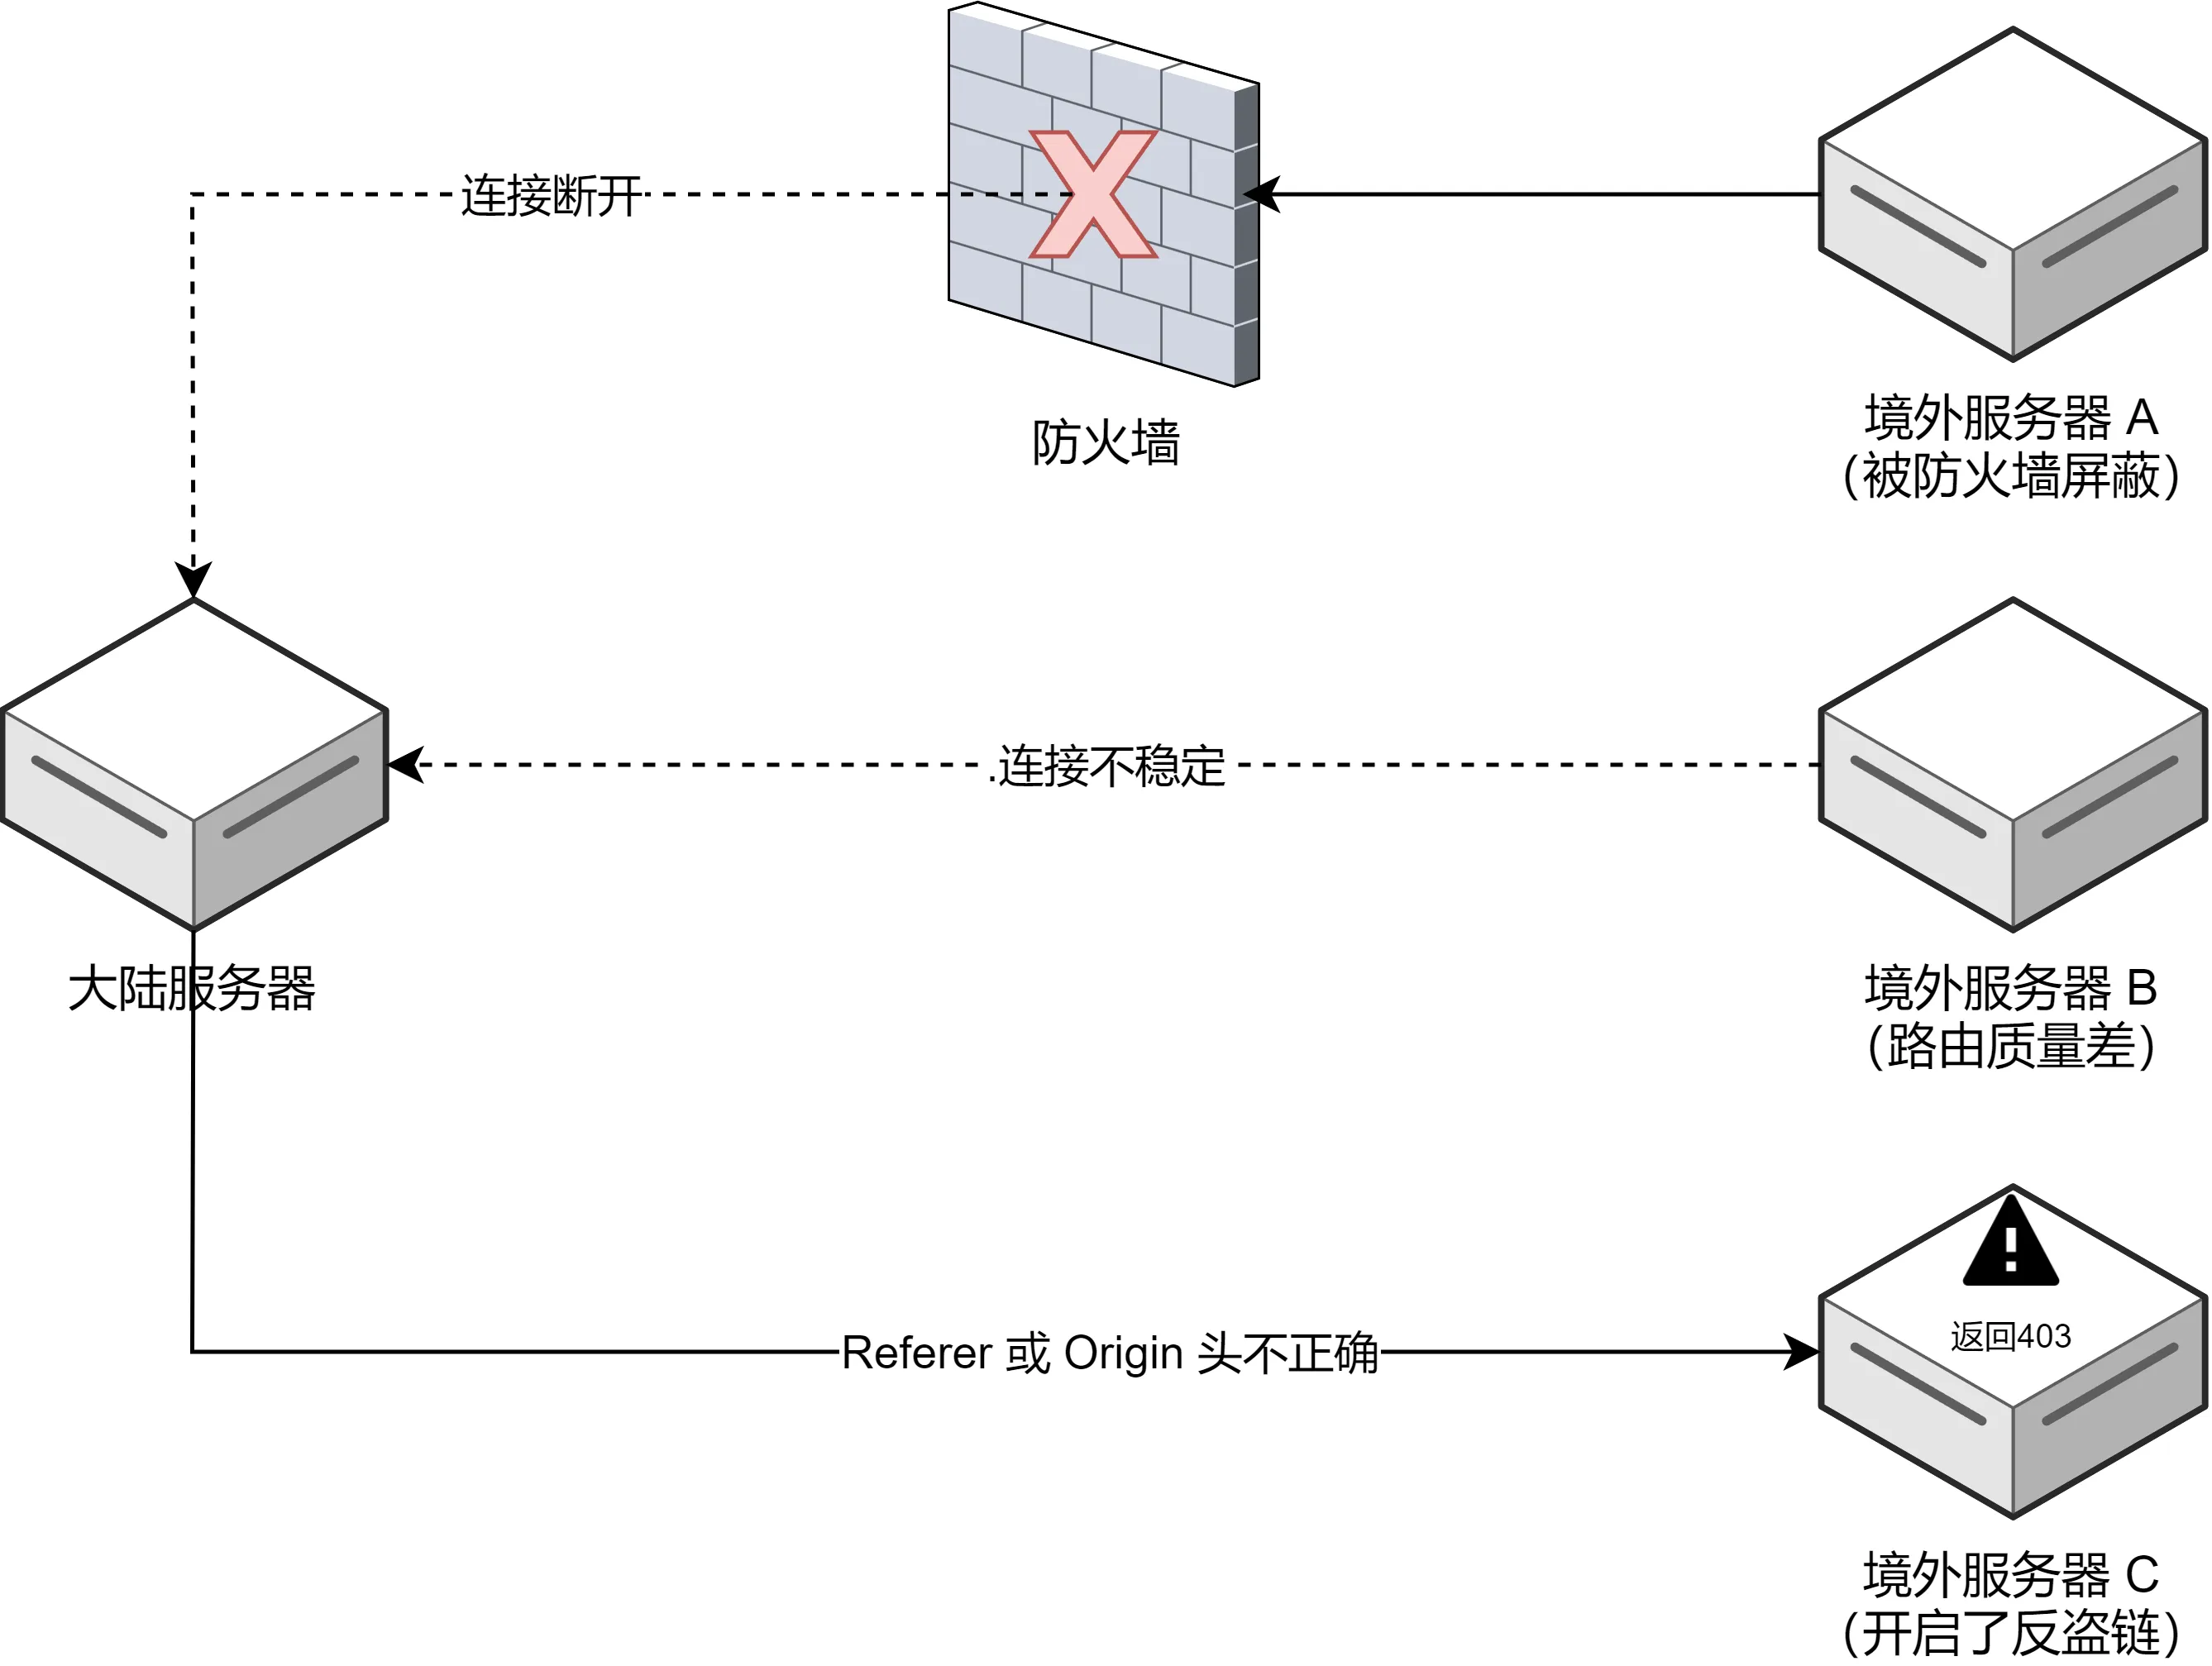 连接断开
防火墙
境外服务器 A
（被防火墙屏蔽）
.连接不稳定
大陆服务器
境外服务器 B
（路由质量差）
Referer 或 Origin 头不正确
返回403
境外服务器 C
（开启了反盗链）